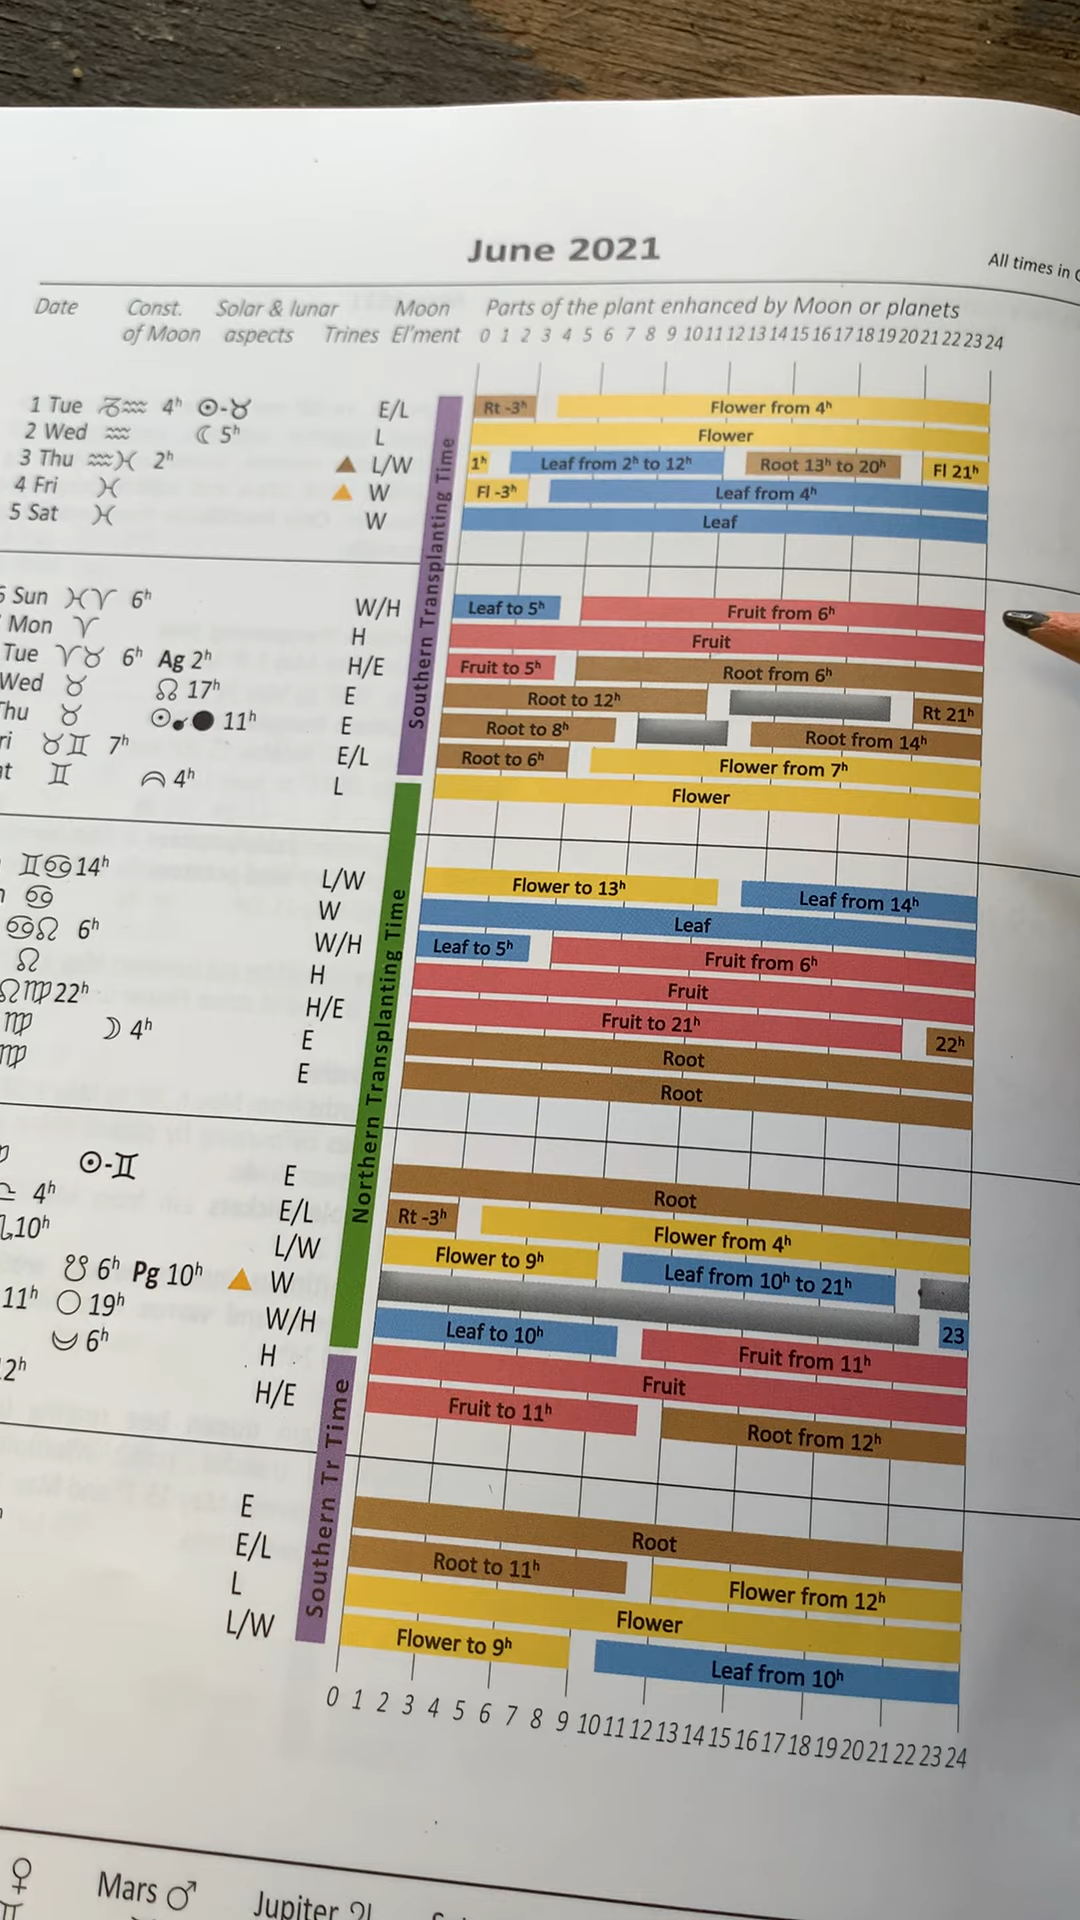 June 2021
All times in
Date Const. of Moon Solar & lunar aspects Trines Moon El'ment Parts of the plant enhanced by Moon or planets
0 1 2 3 4 5 6 7 8 9 10 11 12 13 14 15 16 17 18 19 20 21 22 23 24
1 Tue ♑♒ 4ʰ ☉-♉ E/L Rt -3ʰ Flower from 4ʰ
2 Wed ♒ ☾ 5ʰ L Flower
3 Thu ♒♓ 2ʰ ▲ L/W 1ʰ Leaf from 2ʰ to 12ʰ Root 13ʰ to 20ʰ Fl 21ʰ
4 Fri ♓ ▲ W Fl -3ʰ Leaf from 4ʰ
5 Sat ♓ W Leaf
Southern Transplanting Time
Sun ♓♈ 6ʰ W/H Leaf to 5ʰ Fruit from 6ʰ
Mon ♈ H Fruit
Tue ♈♉ 6ʰ Ag 2ʰ H/E Fruit to 5ʰ Root from 6ʰ
Wed ♉ ☊ 17ʰ E Root to 12ʰ Rt 21ʰ
Thu ♉ ☉☌● 11ʰ E Root to 8ʰ Root from 14ʰ
ri ♉♊ 7ʰ E/L Root to 6ʰ Flower from 7ʰ
t ♊ 4ʰ L Flower
Northern Transplanting Time
♊♋ 14ʰ L/W Flower to 13ʰ Leaf from 14ʰ
♋ W Leaf
♋♌ 6ʰ W/H Leaf to 5ʰ Fruit from 6ʰ
♌ H Fruit
♌♍ 22ʰ H/E Fruit to 21ʰ 22ʰ
♍ ☽ 4ʰ E Root
♍ E Root
☉-♊ E Root
♎ 4ʰ E/L Rt -3ʰ Flower from 4ʰ
♏ 10ʰ L/W Flower to 9ʰ Leaf from 10ʰ to 21ʰ
☋ 6ʰ Pg 10ʰ ▲ W 23
11ʰ ○ 19ʰ W/H Leaf to 10ʰ Fruit from 11ʰ
6ʰ H Fruit
2ʰ H/E Fruit to 11ʰ Root from 12ʰ
Southern Tr Time
E Root
E/L Root to 11ʰ Flower from 12ʰ
L Flower
L/W Flower to 9ʰ Leaf from 10ʰ
0 1 2 3 4 5 6 7 8 9 10 11 12 13 14 15 16 17 18 19 20 21 22 23 24
♀ Mars ♂ Jupiter ♃
♊